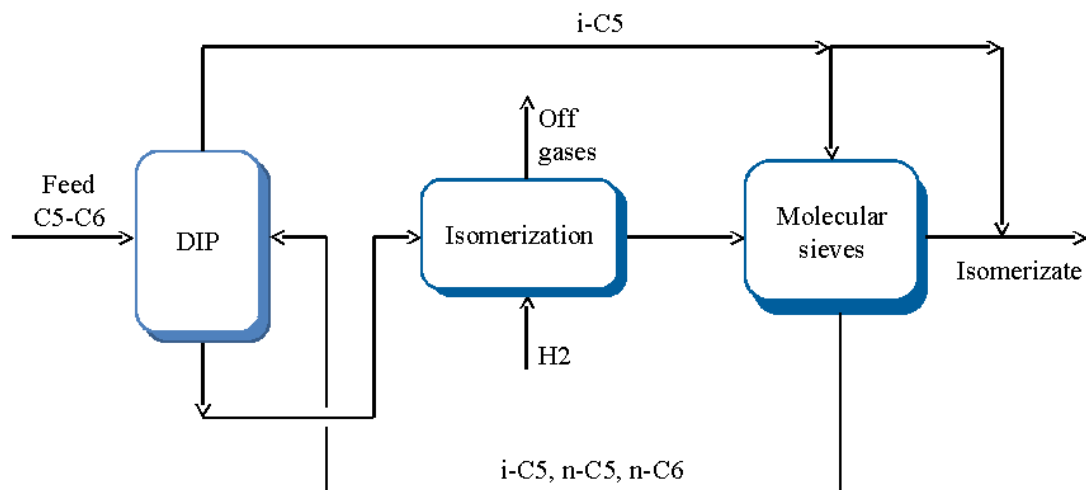 i-C5
Off
gases
Feed
C5-C6
DIP
Isomerization
Molecular
sieves
Isomerizate
H2
i-C5, n-C5, n-C6